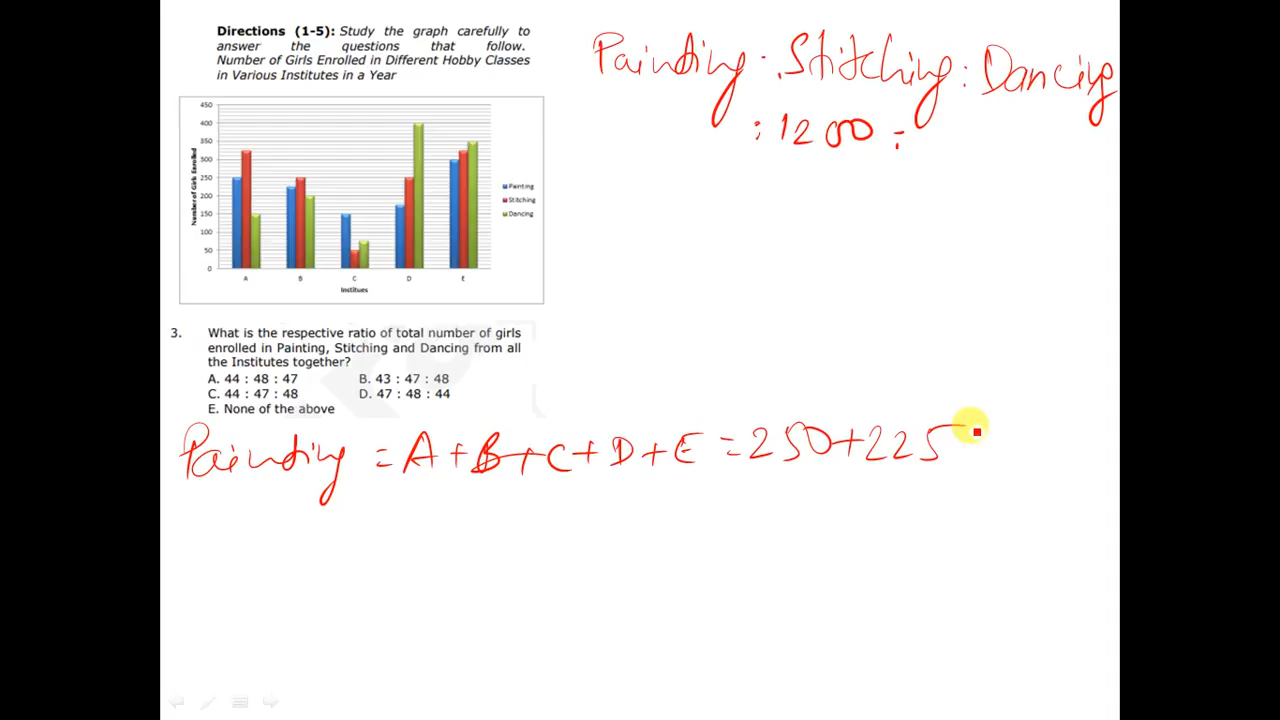 Directions (1-5): Study the graph carefully to
answer the questions that follow.
Number of Girls Enrolled in Different Hobby Classes
in Various Institutes in a Year
Painting : Stitching : Dancing
: 1200 :
450
400
350
300
250
200
150
100
50
0
Number of Girls Enrolled
A B C D E
Institues
Painting
Stitching
Dancing
3. What is the respective ratio of total number of girls
enrolled in Painting, Stitching and Dancing from all
the Institutes together?
A. 44 : 48 : 47 B. 43 : 47 : 48
C. 44 : 47 : 48 D. 47 : 48 : 44
E. None of the above
Painting = A+B+C+D+E = 250+225